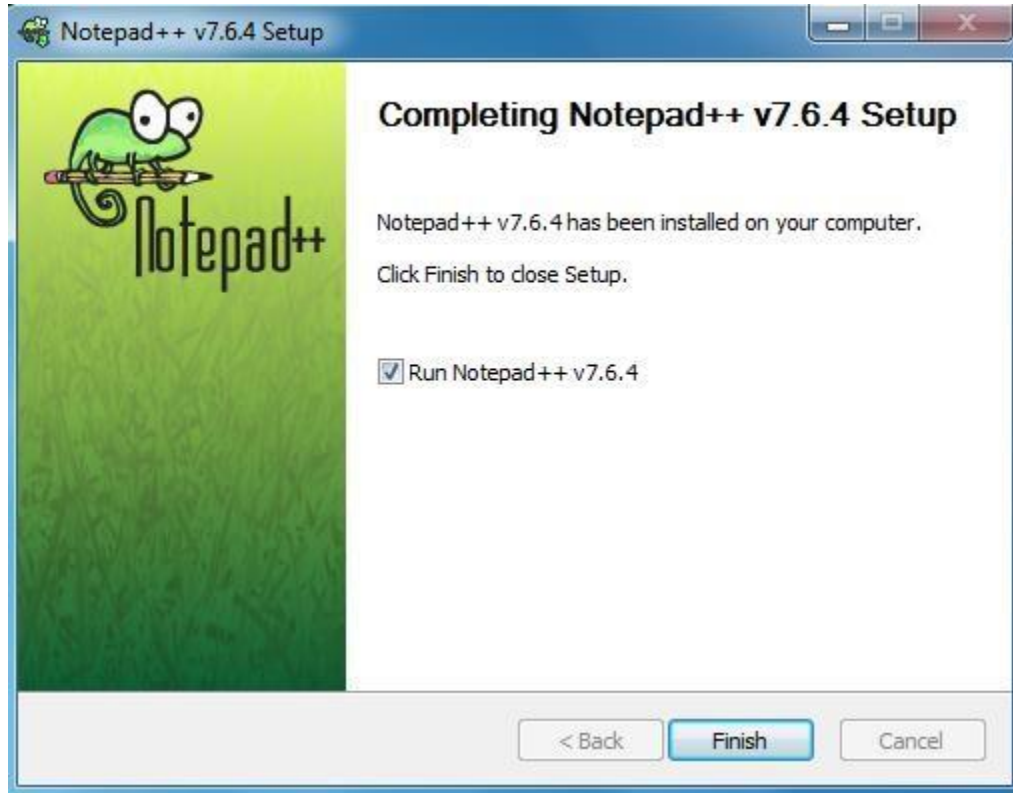 Notepad++ v7.6.4 Setup
Notepad++
Completing Notepad++ v7.6.4 Setup
Notepad++ v7.6.4 has been installed on your computer.
Click Finish to close Setup.
Run Notepad++ v7.6.4
< Back
Finish
Cancel